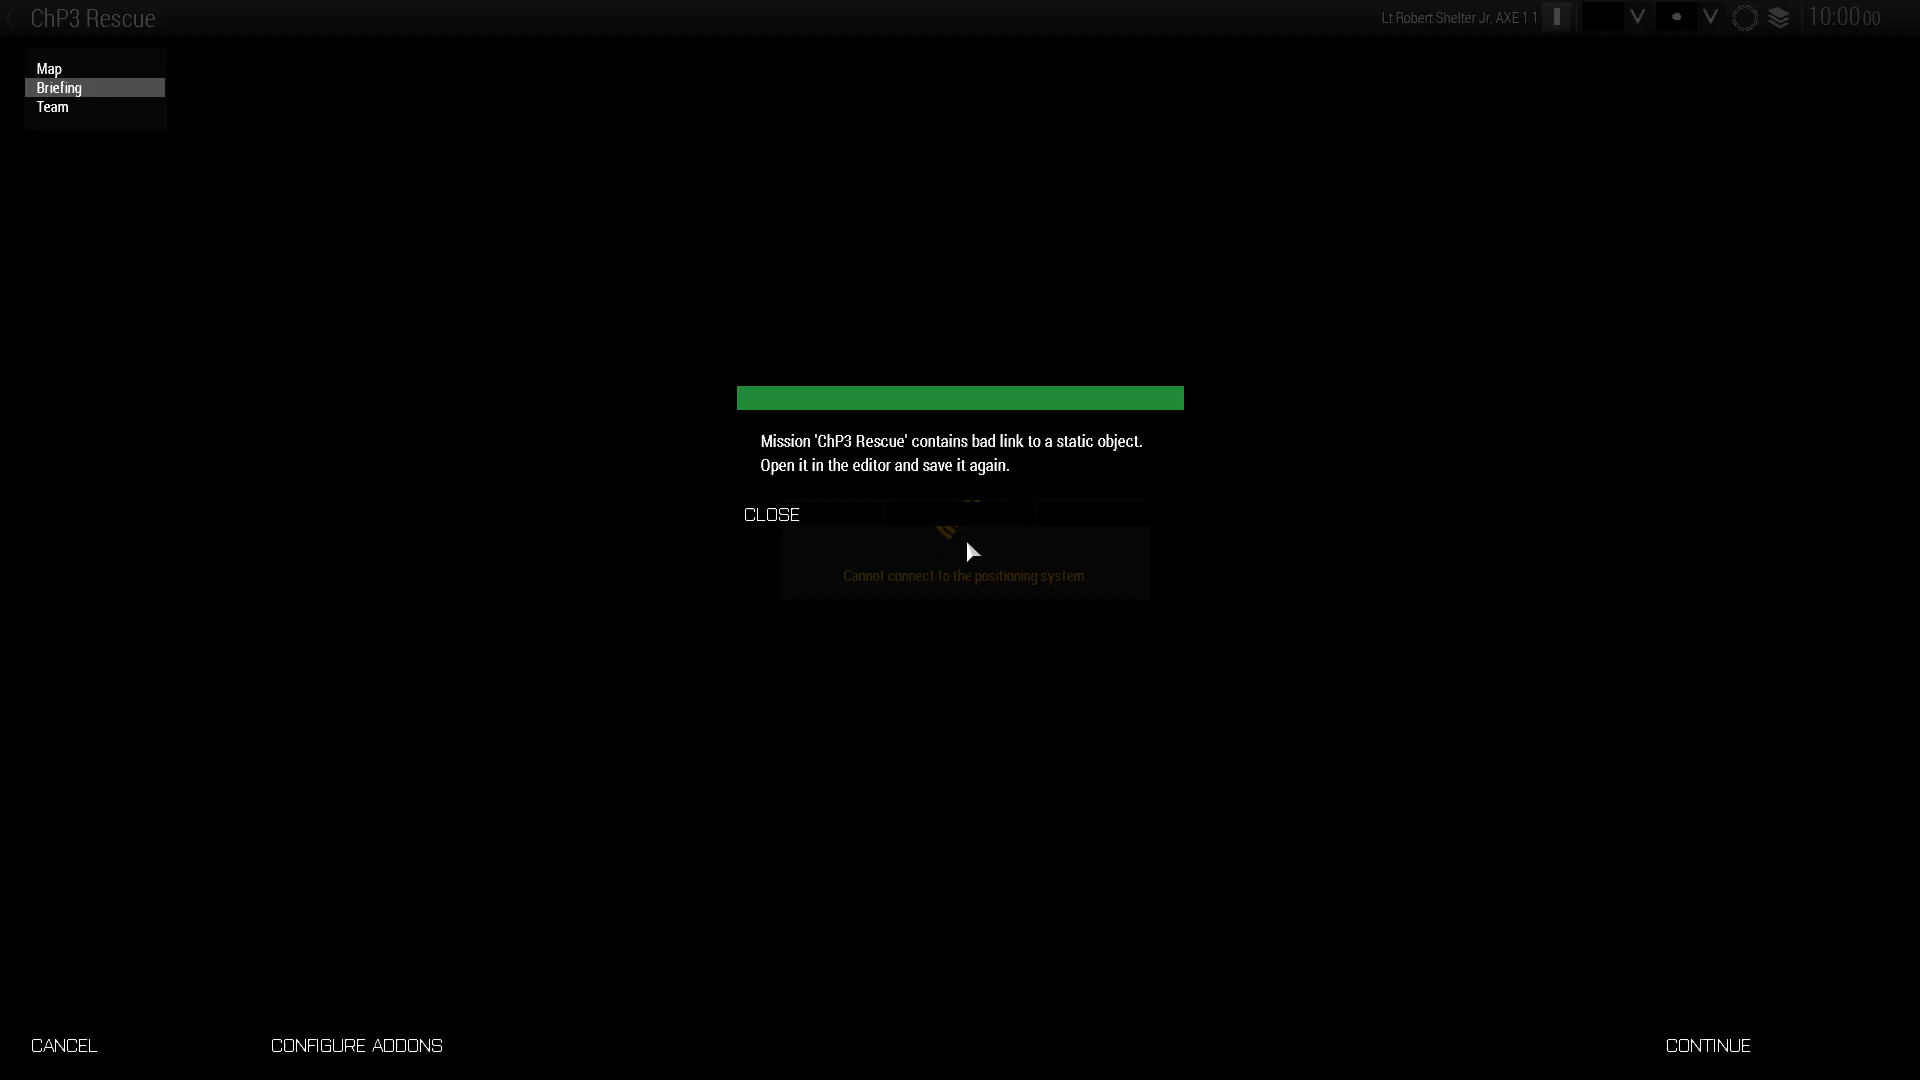 ChP3 Rescue
Lt Robert Shelter Jr, AXE 1 1
10:00 00
Map
Briefing
Team
Mission 'ChP3 Rescue' contains bad link to a static object.
Open it in the editor and save it again.
CLOSE
Cannot connect to the positioning system.
CANCEL
CONFIGURE ADDONS
CONTINUE